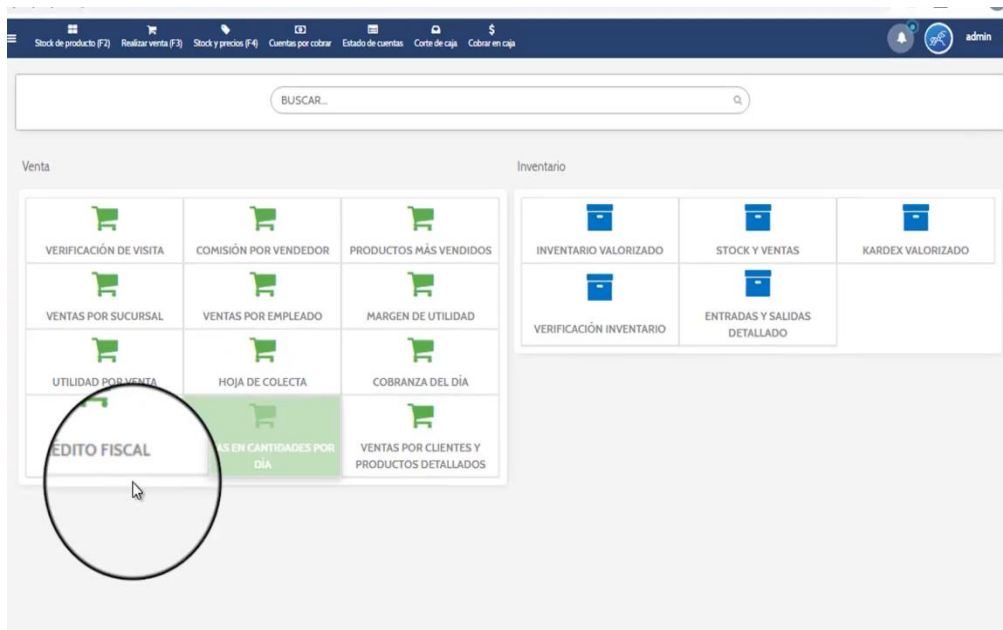 Stock de producto (F2) Realizar venta (F3) Stock y precios (F4) Cuentas por cobrar Estado de cuentas Corte de caja Cobrar en caja admin
BUSCAR...
Venta
VERIFICACIÓN DE VISITA
COMISIÓN POR VENDEDOR
PRODUCTOS MÁS VENDIDOS
VENTAS POR SUCURSAL
VENTAS POR EMPLEADO
MARGEN DE UTILIDAD
UTILIDAD POR VENTA
HOJA DE COLECTA
COBRANZA DEL DÍA
ÉDITO FISCAL
AS EN CANTIDADES POR
DÍA
VENTAS POR CLIENTES Y
PRODUCTOS DETALLADOS
Inventario
INVENTARIO VALORIZADO
STOCK Y VENTAS
KARDEX VALORIZADO
VERIFICACIÓN INVENTARIO
ENTRADAS Y SALIDAS
DETALLADO